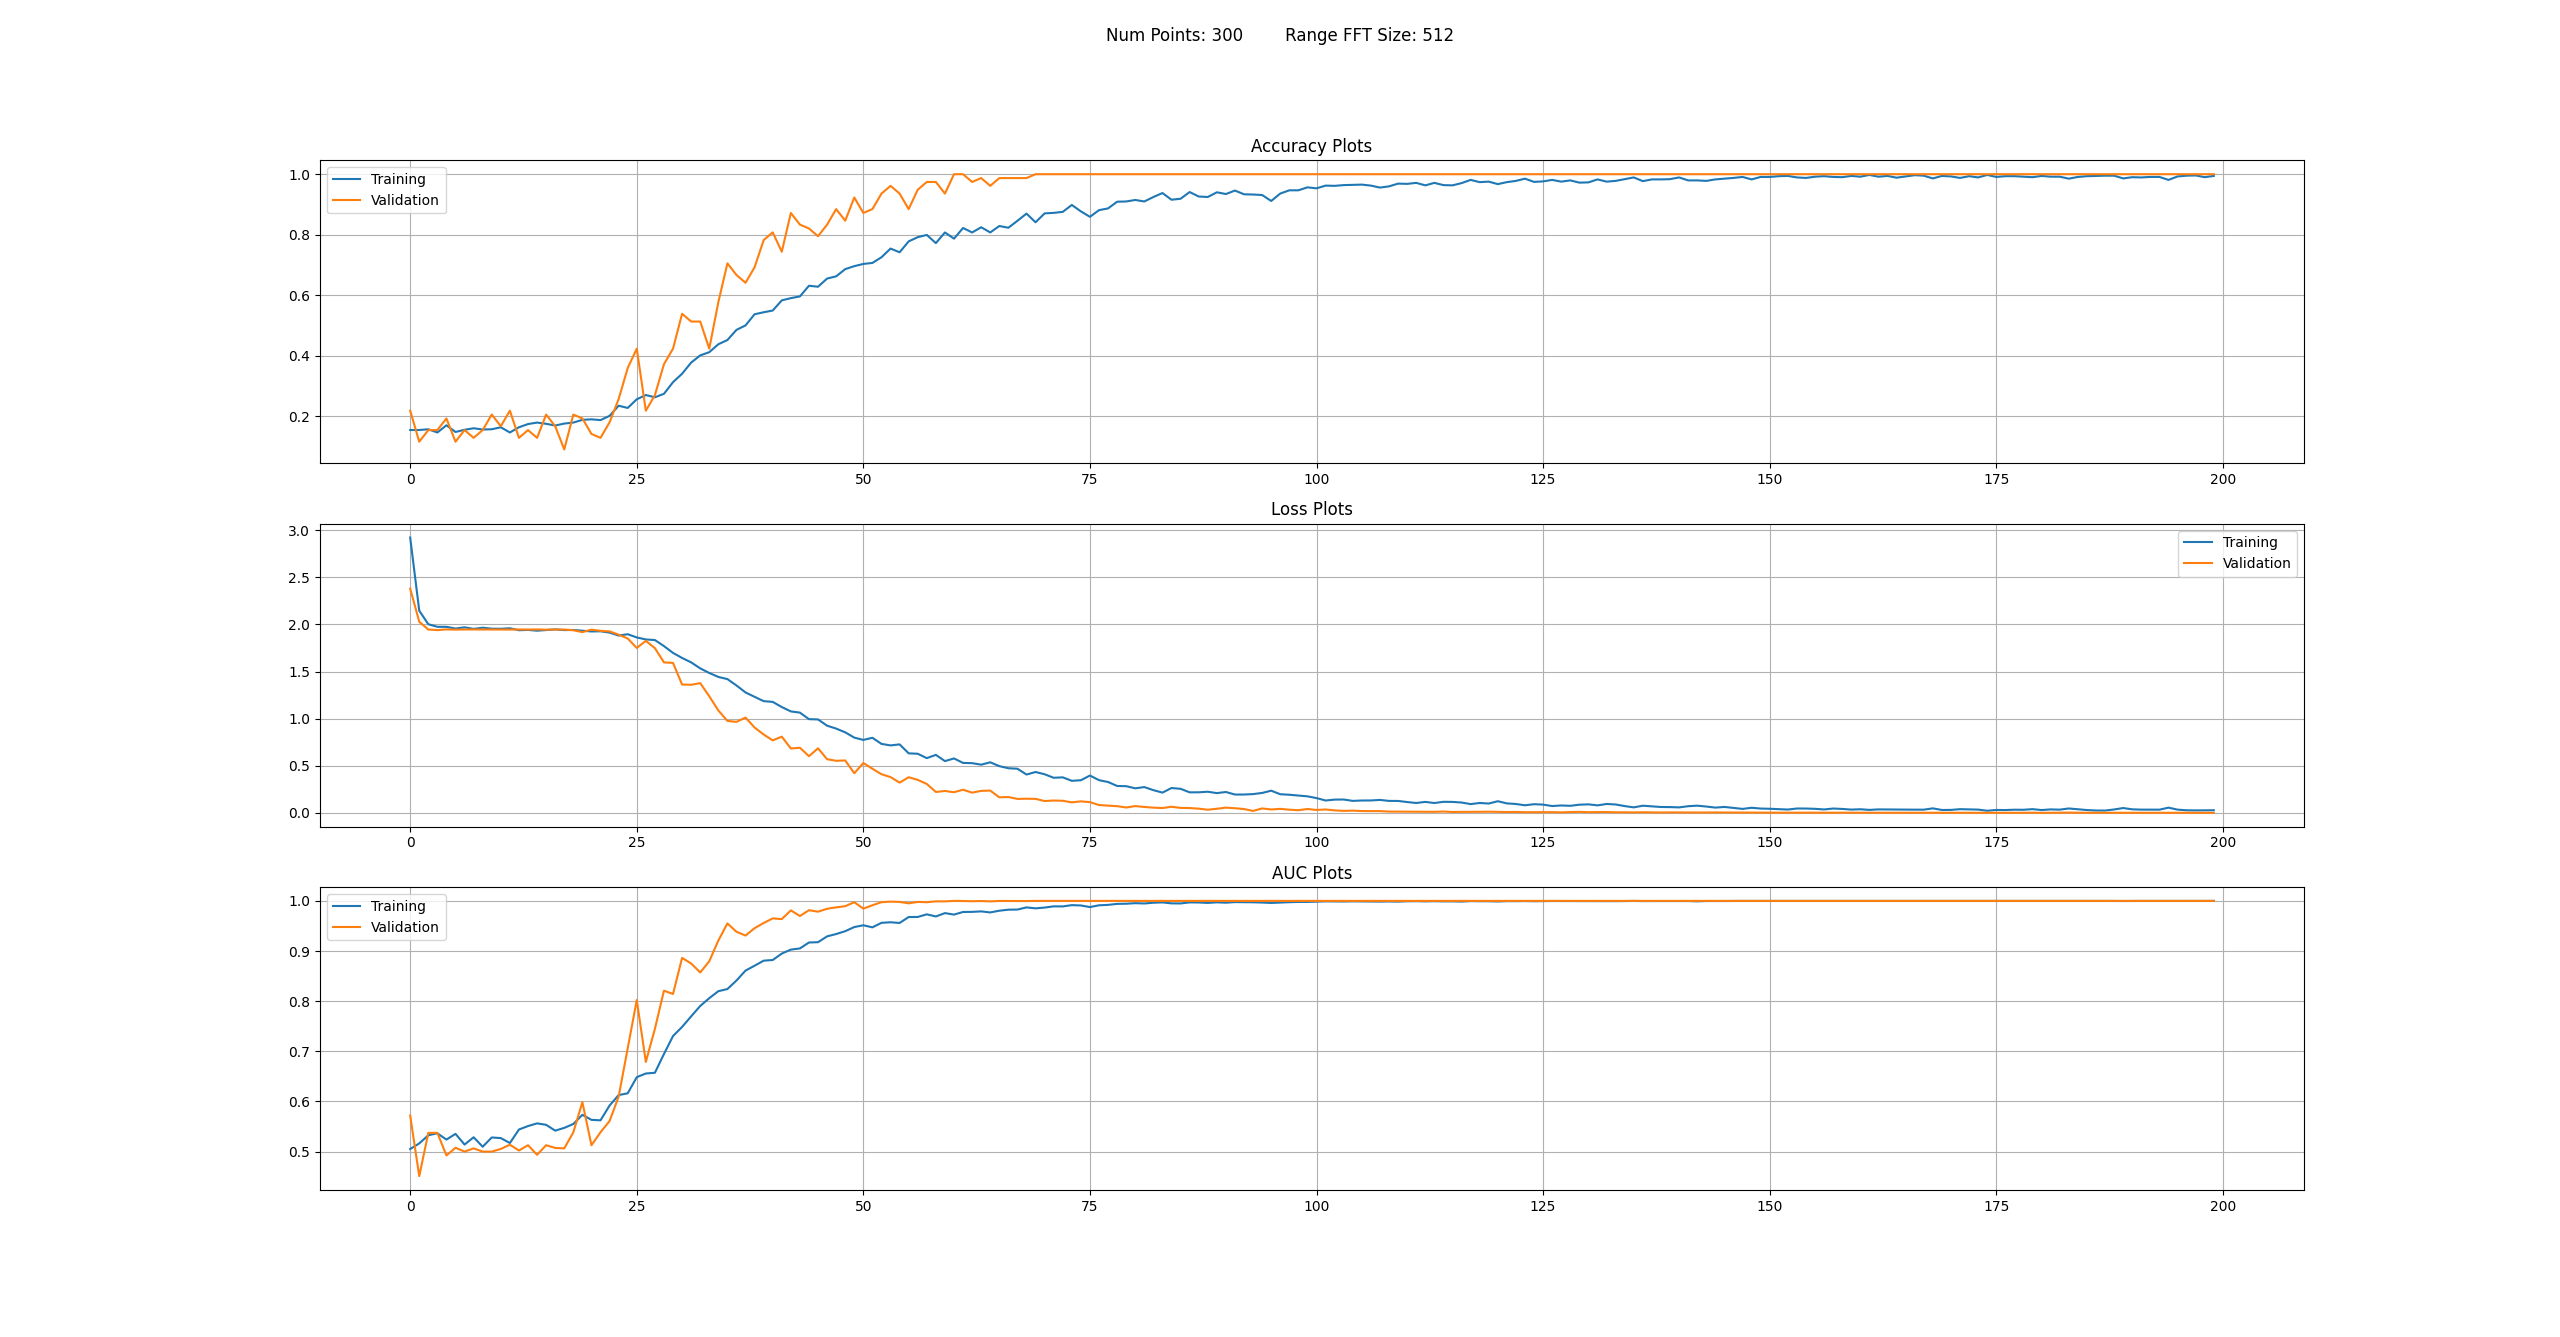 Num Points: 300 Range FFT Size: 512
Accuracy Plots
1.0
0.8
0.6
0.4
0.2
Training
Validation
0 25 50 75 100 125 150 175 200
Loss Plots
3.0
2.5
2.0
1.5
1.0
0.5
0.0
Training
Validation
0 25 50 75 100 125 150 175 200
AUC Plots
1.0
0.9
0.8
0.7
0.6
0.5
Training
Validation
0 25 50 75 100 125 150 175 200